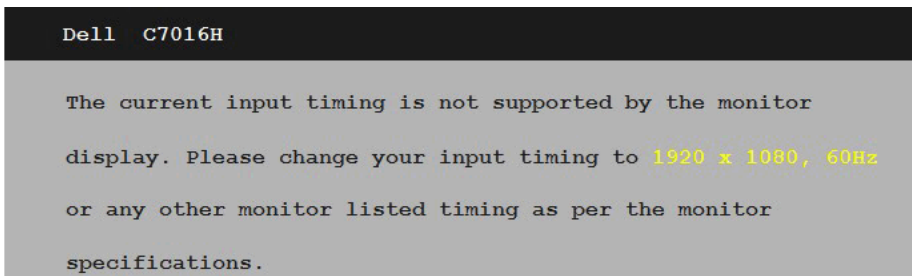 Dell C7016H
The current input timing is not supported by the monitor
display. Please change your input timing to 1920 x 1080, 60Hz
or any other monitor listed timing as per the monitor
specifications.